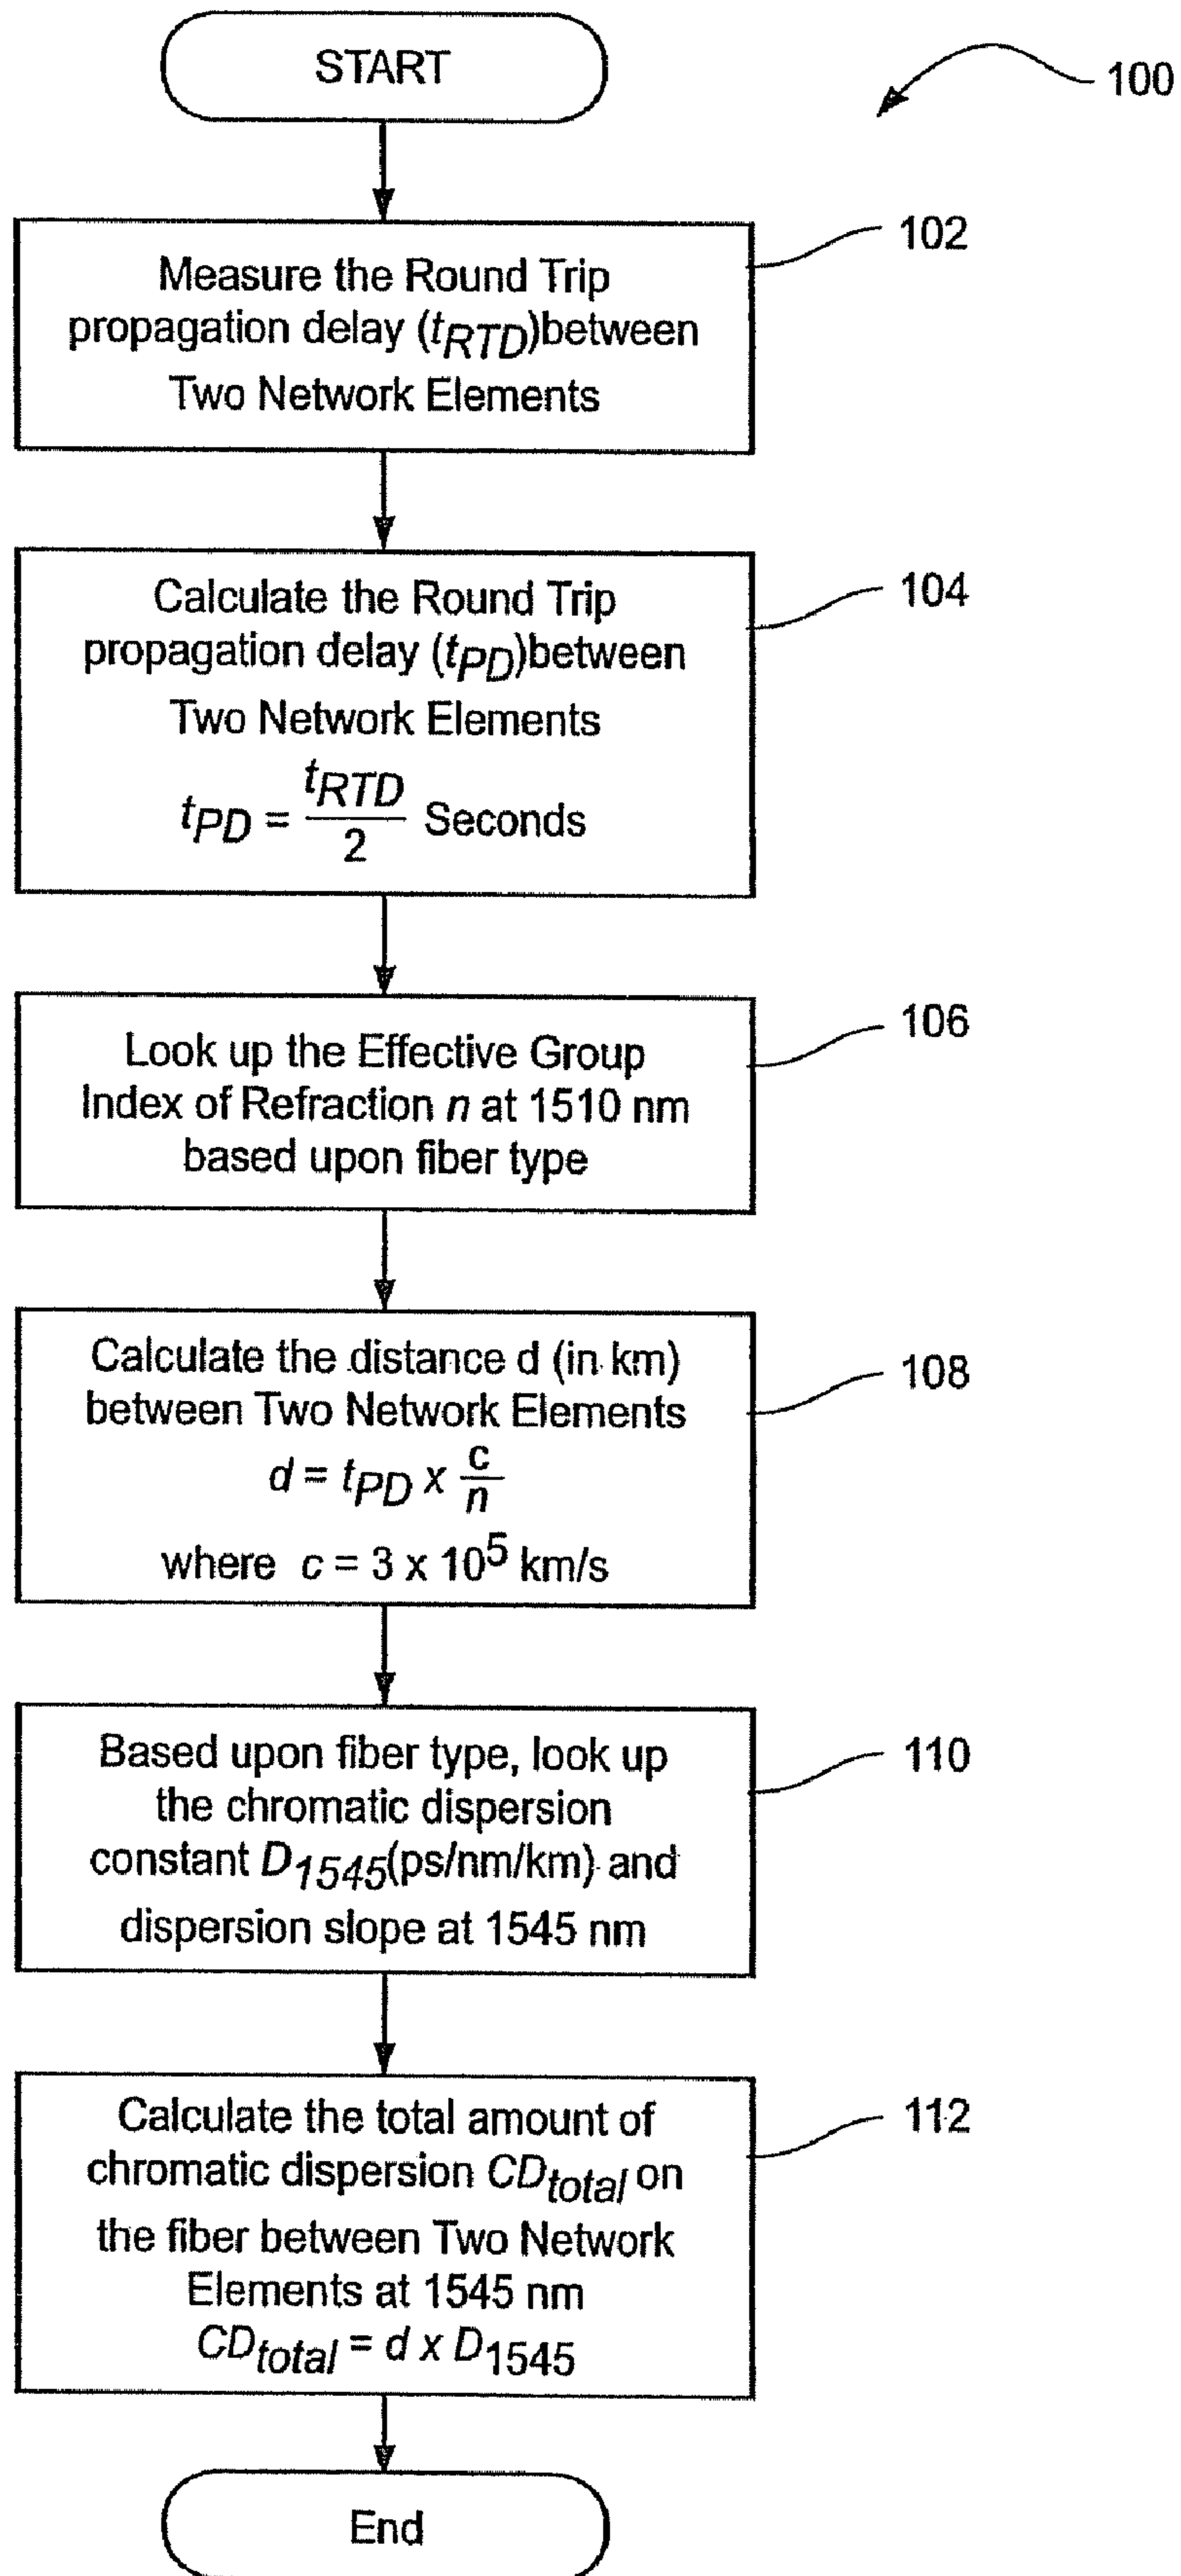 START
100
102
Measure the Round Trip
propagation delay (tRTD)between
Two Network Elements
104
Calculate the Round Trip
propagation delay (tPD)between
Two Network Elements
tPD = tRTD/2 Seconds
106
Look up the Effective Group
Index of Refraction n at 1510 nm
based upon fiber type
108
Calculate the distance d (in km)
between Two Network Elements
d = tPD x c/n
where c = 3 x 10^5 km/s
110
Based upon fiber type, look up
the chromatic dispersion
constant D1545(ps/nm/km) and
dispersion slope at 1545 nm
112
Calculate the total amount of
chromatic dispersion CDtotal on
the fiber between Two Network
Elements at 1545 nm
CDtotal = d x D1545
End